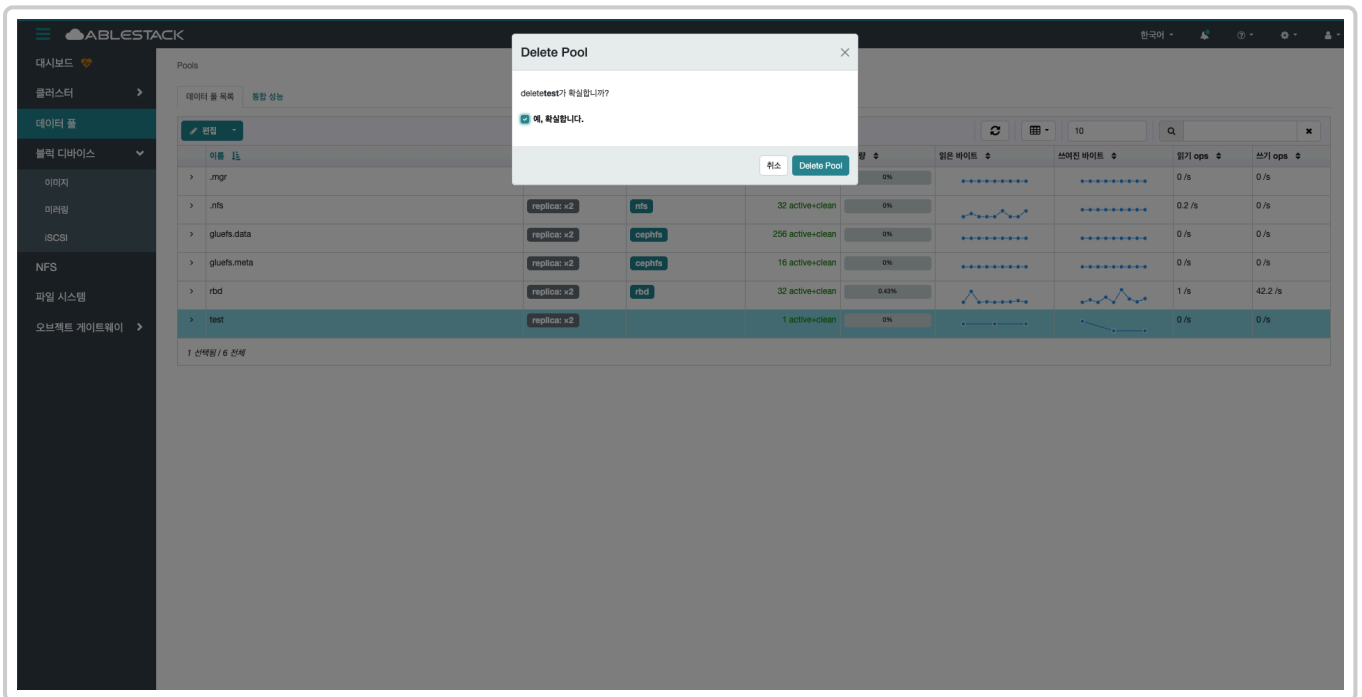 ABLESTACK
한국어
대시보드
클러스터
데이터 풀
블럭 디바이스
이미지
미러링
iSCSI
NFS
파일 시스템
오브젝트 게이트웨이
Pools
데이터 풀 목록 통합 성능
편집
10
Delete Pool
deletetest가 확실합니까?
예, 확실합니다.
취소 Delete Pool
이름 량 읽은 바이트 쓰여진 바이트 읽기 ops 쓰기 ops
.mgr 0% 0 /s 0 /s
.nfs replica: ×2 nfs 32 active+clean 0% 0.2 /s 0 /s
gluefs.data replica: ×2 cephfs 256 active+clean 0% 0 /s 0 /s
gluefs.meta replica: ×2 cephfs 16 active+clean 0% 0 /s 0 /s
rbd replica: ×2 rbd 32 active+clean 0.43% 1 /s 42.2 /s
test replica: ×2 1 active+clean 0% 0 /s 0 /s
1 선택됨 / 6 전체